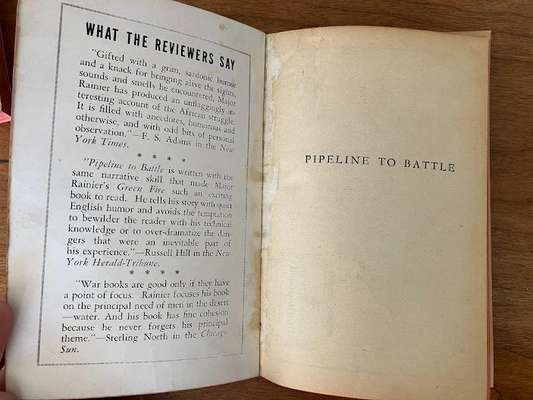 WHAT THE REVIEWERS SAY
"Gifted with a grim, sardonic humor
and a knack for bringing alive the sights,
sounds and smells he encountered, Major
Rainier has produced an unflaggingly in-
teresting account of the African struggle.
It is filled with anecdotes, humorous and
otherwise, and with odd bits of personal
observation."—F. S. Adams in the New
York Times.
* * * *
"Pipeline to Battle is written with the
same narrative skill that made Major
Rainier's Green Fire such an exciting
book to read. He tells his story with quiet
English humor and avoids the temptation
to bewilder the reader with his technical
knowledge or to over-dramatize the dan-
gers that were an inevitable part of
his experience."—Russell Hill in the New
York Herald-Tribune.
* * * *
"War books are good only if they have
a point of focus. Rainier focuses his book
on the principal need of men in the desert
—water. And his book has fine cohesion
because he never forgets his principal
theme."—Sterling North in the Chicago
Sun.
PIPELINE TO BATTLE